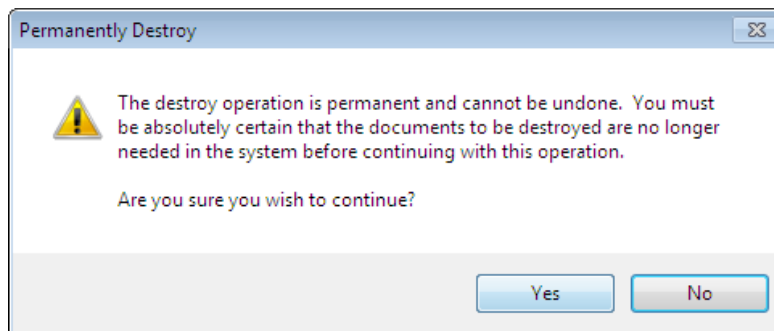 Permanently Destroy
The destroy operation is permanent and cannot be undone.  You must
be absolutely certain that the documents to be destroyed are no longer
needed in the system before continuing with this operation.
Are you sure you wish to continue?
Yes No